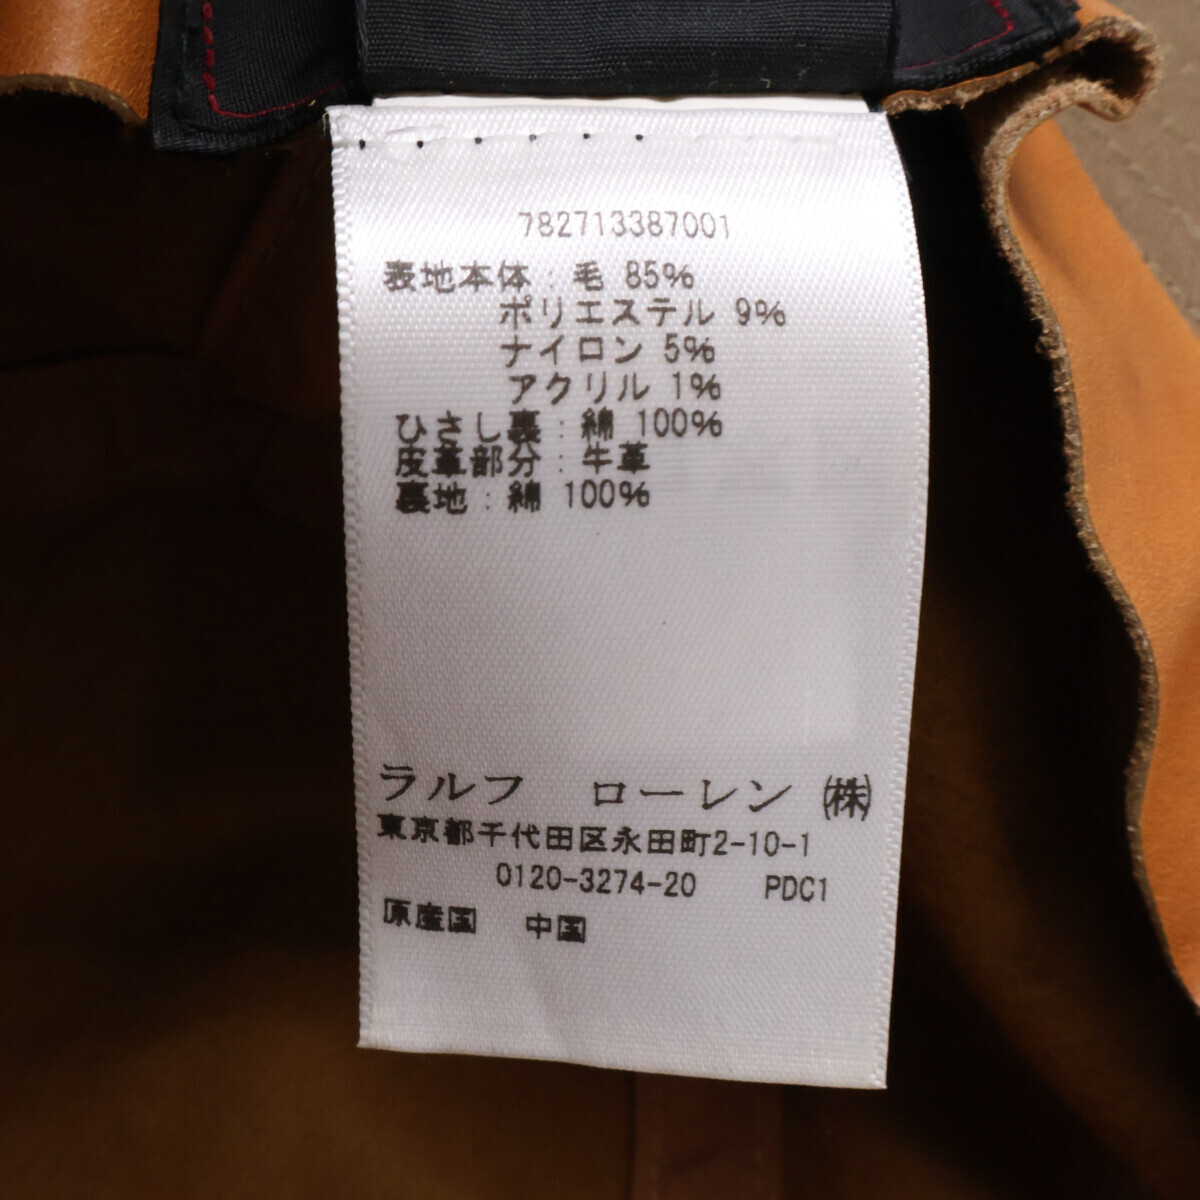 782713387001
表地本体：毛 85%
ポリエステル 9%
ナイロン 5%
アクリル 1%
ひさし裏：綿 100%
皮革部分：牛革
裏地：綿 100%
ラルフ ローレン ㈱
東京都千代田区永田町2-10-1
0120-3274-20 PDC1
原産国 中国